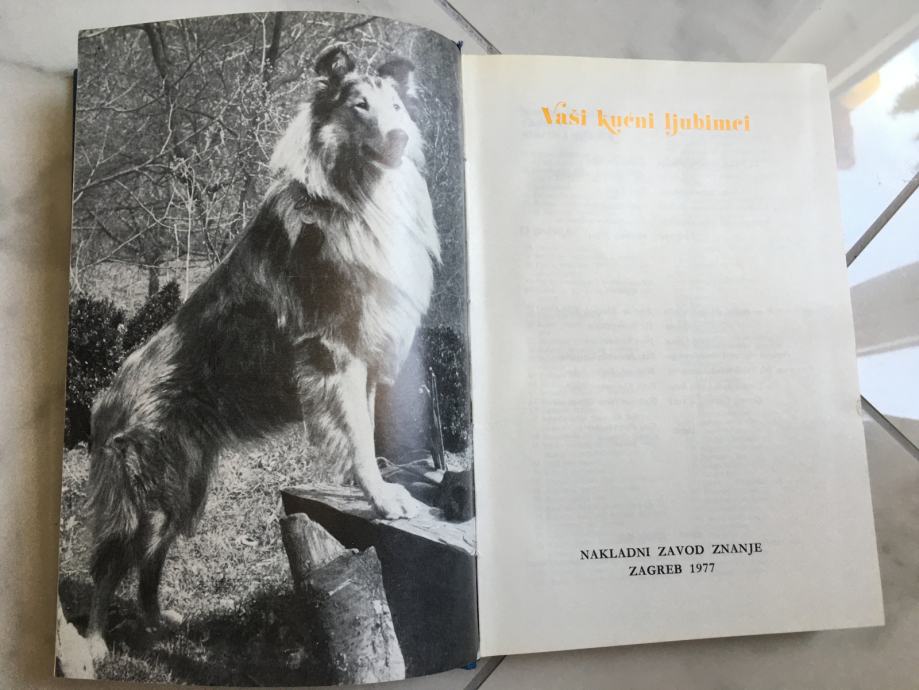 Vaši kućni ljubimci
NAKLADNI ZAVOD ZNANJE
ZAGREB 1977